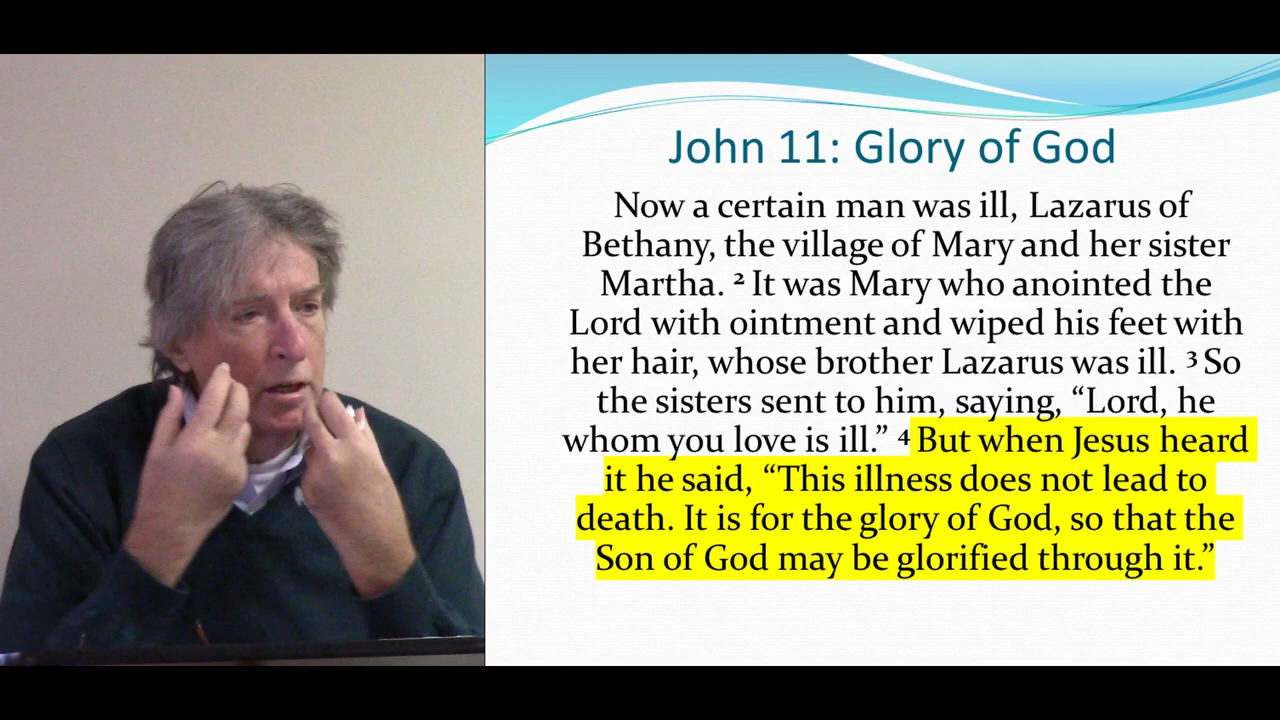 John 11: Glory of God
Now a certain man was ill, Lazarus of
Bethany, the village of Mary and her sister
Martha. ² It was Mary who anointed the
Lord with ointment and wiped his feet with
her hair, whose brother Lazarus was ill. ³ So
the sisters sent to him, saying, “Lord, he
whom you love is ill.” ⁴ But when Jesus heard
it he said, “This illness does not lead to
death. It is for the glory of God, so that the
Son of God may be glorified through it.”